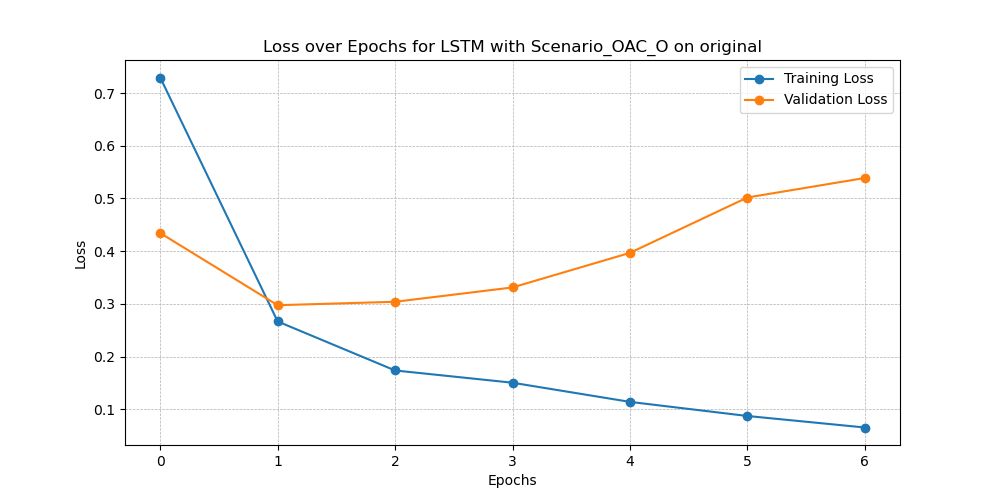 Loss over Epochs for LSTM with Scenario_OAC_O on original
Training Loss
Validation Loss
Loss
0.7
0.6
0.5
0.4
0.3
0.2
0.1
0 1 2 3 4 5 6
Epochs